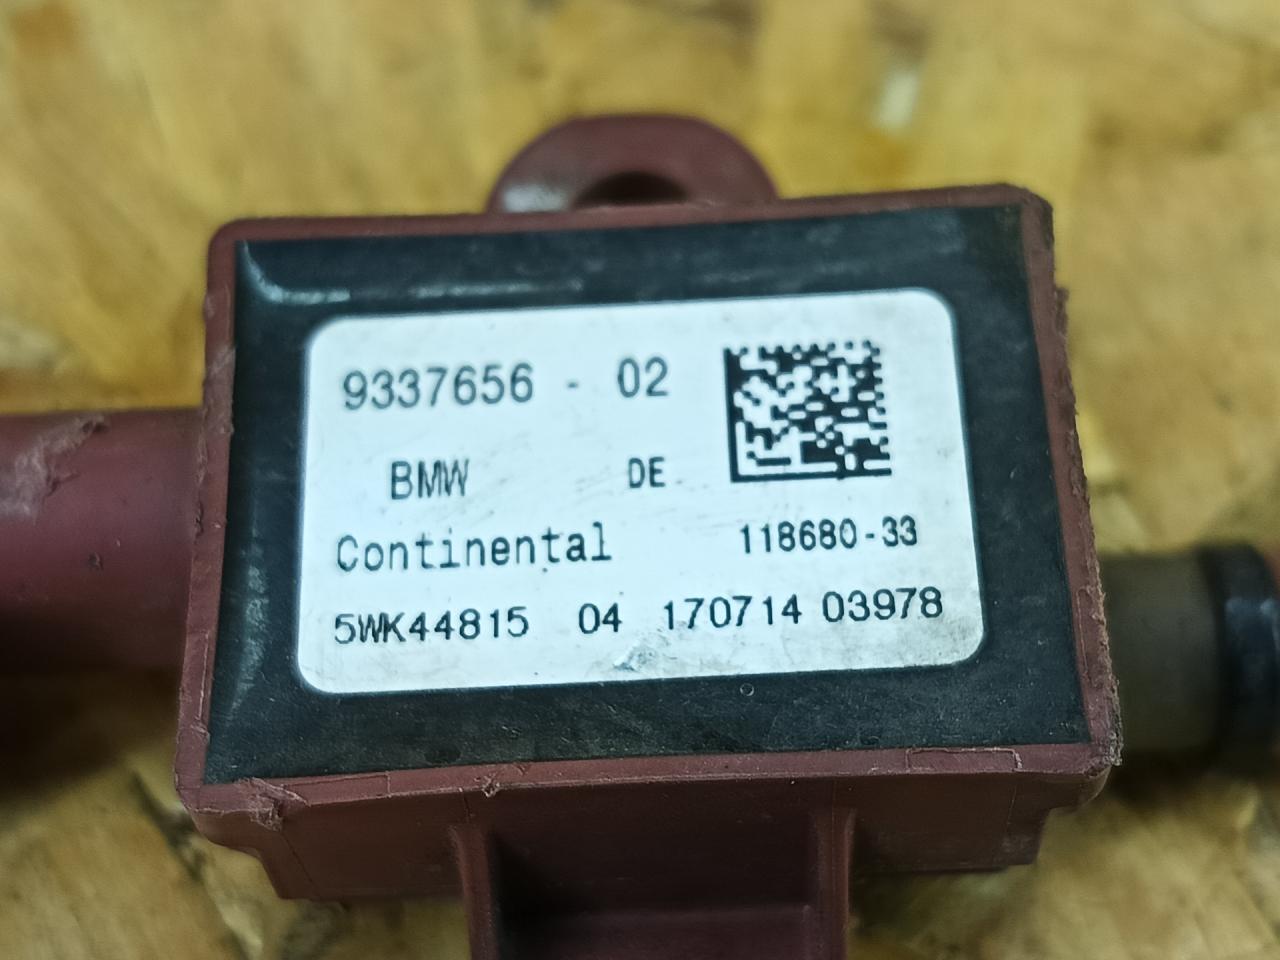 9337656 - 02
BMW DE
Continental 118680-33
5WK44815 04 170714 03978